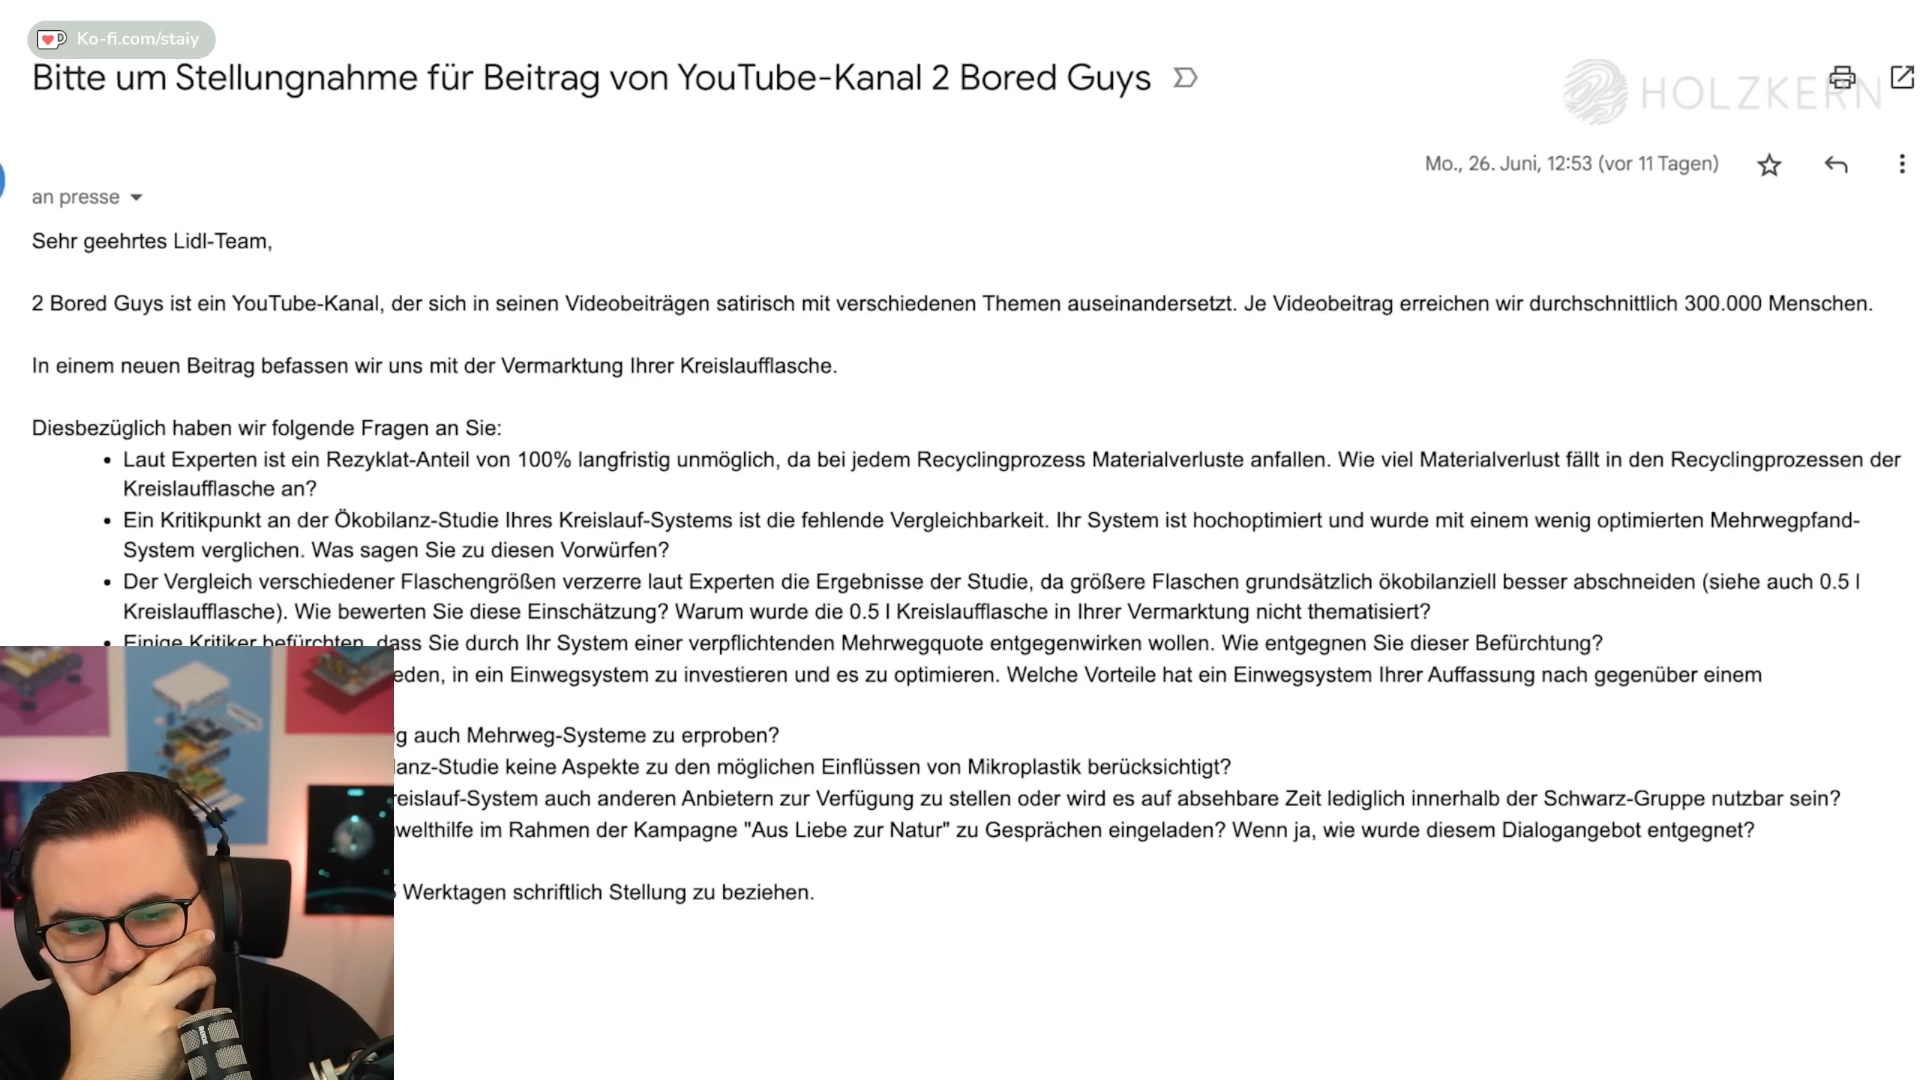 Ko-fi.com/staiy
Bitte um Stellungnahme für Beitrag von YouTube-Kanal 2 Bored Guys
HOLZKERN
Mo., 26. Juni, 12:53 (vor 11 Tagen)
an presse
Sehr geehrtes Lidl-Team,
2 Bored Guys ist ein YouTube-Kanal, der sich in seinen Videobeiträgen satirisch mit verschiedenen Themen auseinandersetzt. Je Videobeitrag erreichen wir durchschnittlich 300.000 Menschen.
In einem neuen Beitrag befassen wir uns mit der Vermarktung Ihrer Kreislaufflasche.
Diesbezüglich haben wir folgende Fragen an Sie:
• Laut Experten ist ein Rezyklat-Anteil von 100% langfristig unmöglich, da bei jedem Recyclingprozess Materialverluste anfallen. Wie viel Materialverlust fällt in den Recyclingprozessen der
Kreislaufflasche an?
• Ein Kritikpunkt an der Ökobilanz-Studie Ihres Kreislauf-Systems ist die fehlende Vergleichbarkeit. Ihr System ist hochoptimiert und wurde mit einem wenig optimierten Mehrwegpfand-
System verglichen. Was sagen Sie zu diesen Vorwürfen?
• Der Vergleich verschiedener Flaschengrößen verzerre laut Experten die Ergebnisse der Studie, da größere Flaschen grundsätzlich ökobilanziell besser abschneiden (siehe auch 0.5 l
Kreislaufflasche). Wie bewerten Sie diese Einschätzung? Warum wurde die 0.5 l Kreislaufflasche in Ihrer Vermarktung nicht thematisiert?
• Einige Kritiker befürchten, dass Sie durch Ihr System einer verpflichtenden Mehrwegquote entgegenwirken wollen. Wie entgegnen Sie dieser Befürchtung?
eden, in ein Einwegsystem zu investieren und es zu optimieren. Welche Vorteile hat ein Einwegsystem Ihrer Auffassung nach gegenüber einem
ig auch Mehrweg-Systeme zu erproben?
lanz-Studie keine Aspekte zu den möglichen Einflüssen von Mikroplastik berücksichtigt?
reislauf-System auch anderen Anbietern zur Verfügung zu stellen oder wird es auf absehbare Zeit lediglich innerhalb der Schwarz-Gruppe nutzbar sein?
welthilfe im Rahmen der Kampagne "Aus Liebe zur Natur" zu Gesprächen eingeladen? Wenn ja, wie wurde diesem Dialogangebot entgegnet?
5 Werktagen schriftlich Stellung zu beziehen.
RODE